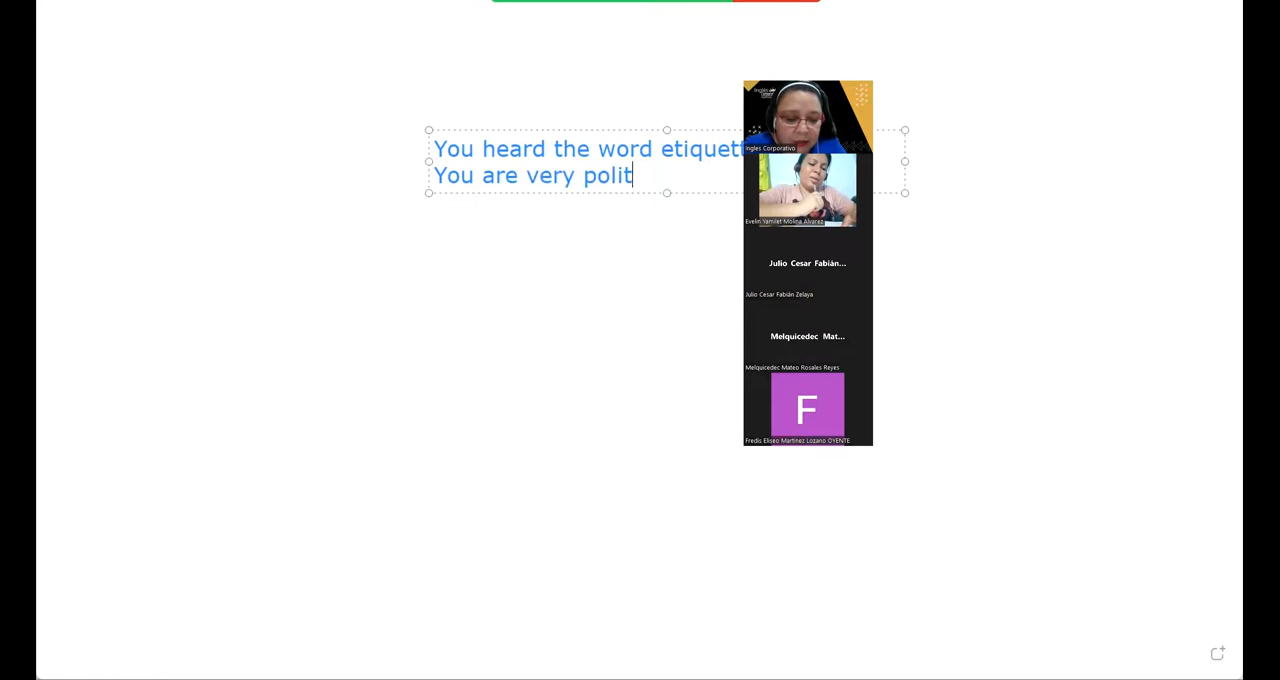 You heard the word etiquett
You are very polit
Inglés
Ingles Corporativo
Evelin Yamilet Molina Alvarez
Julio Cesar Fabián...
Julio Cesar Fabián Zelaya
Melquicedec Mat...
Melquicedec Mateo Rosales Reyes
F
Fredis Eliseo Martinez Lozano OYENTE